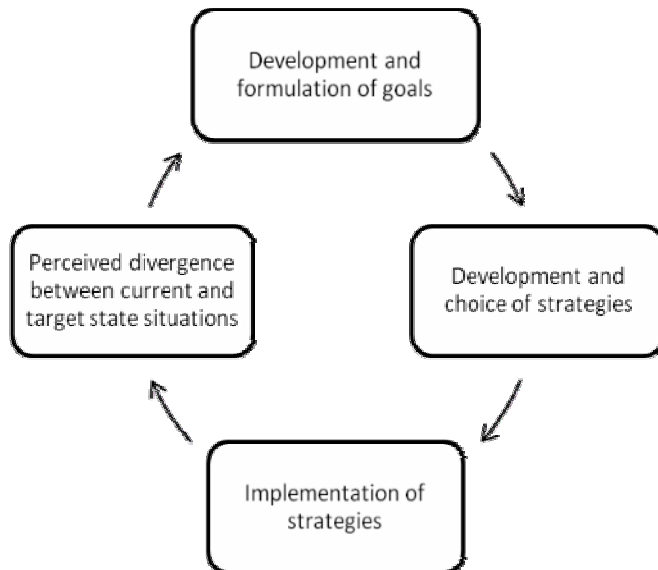 Development and
formulation of goals
Perceived divergence
between current and
target state situations
Development and
choice of strategies
Implementation of
strategies